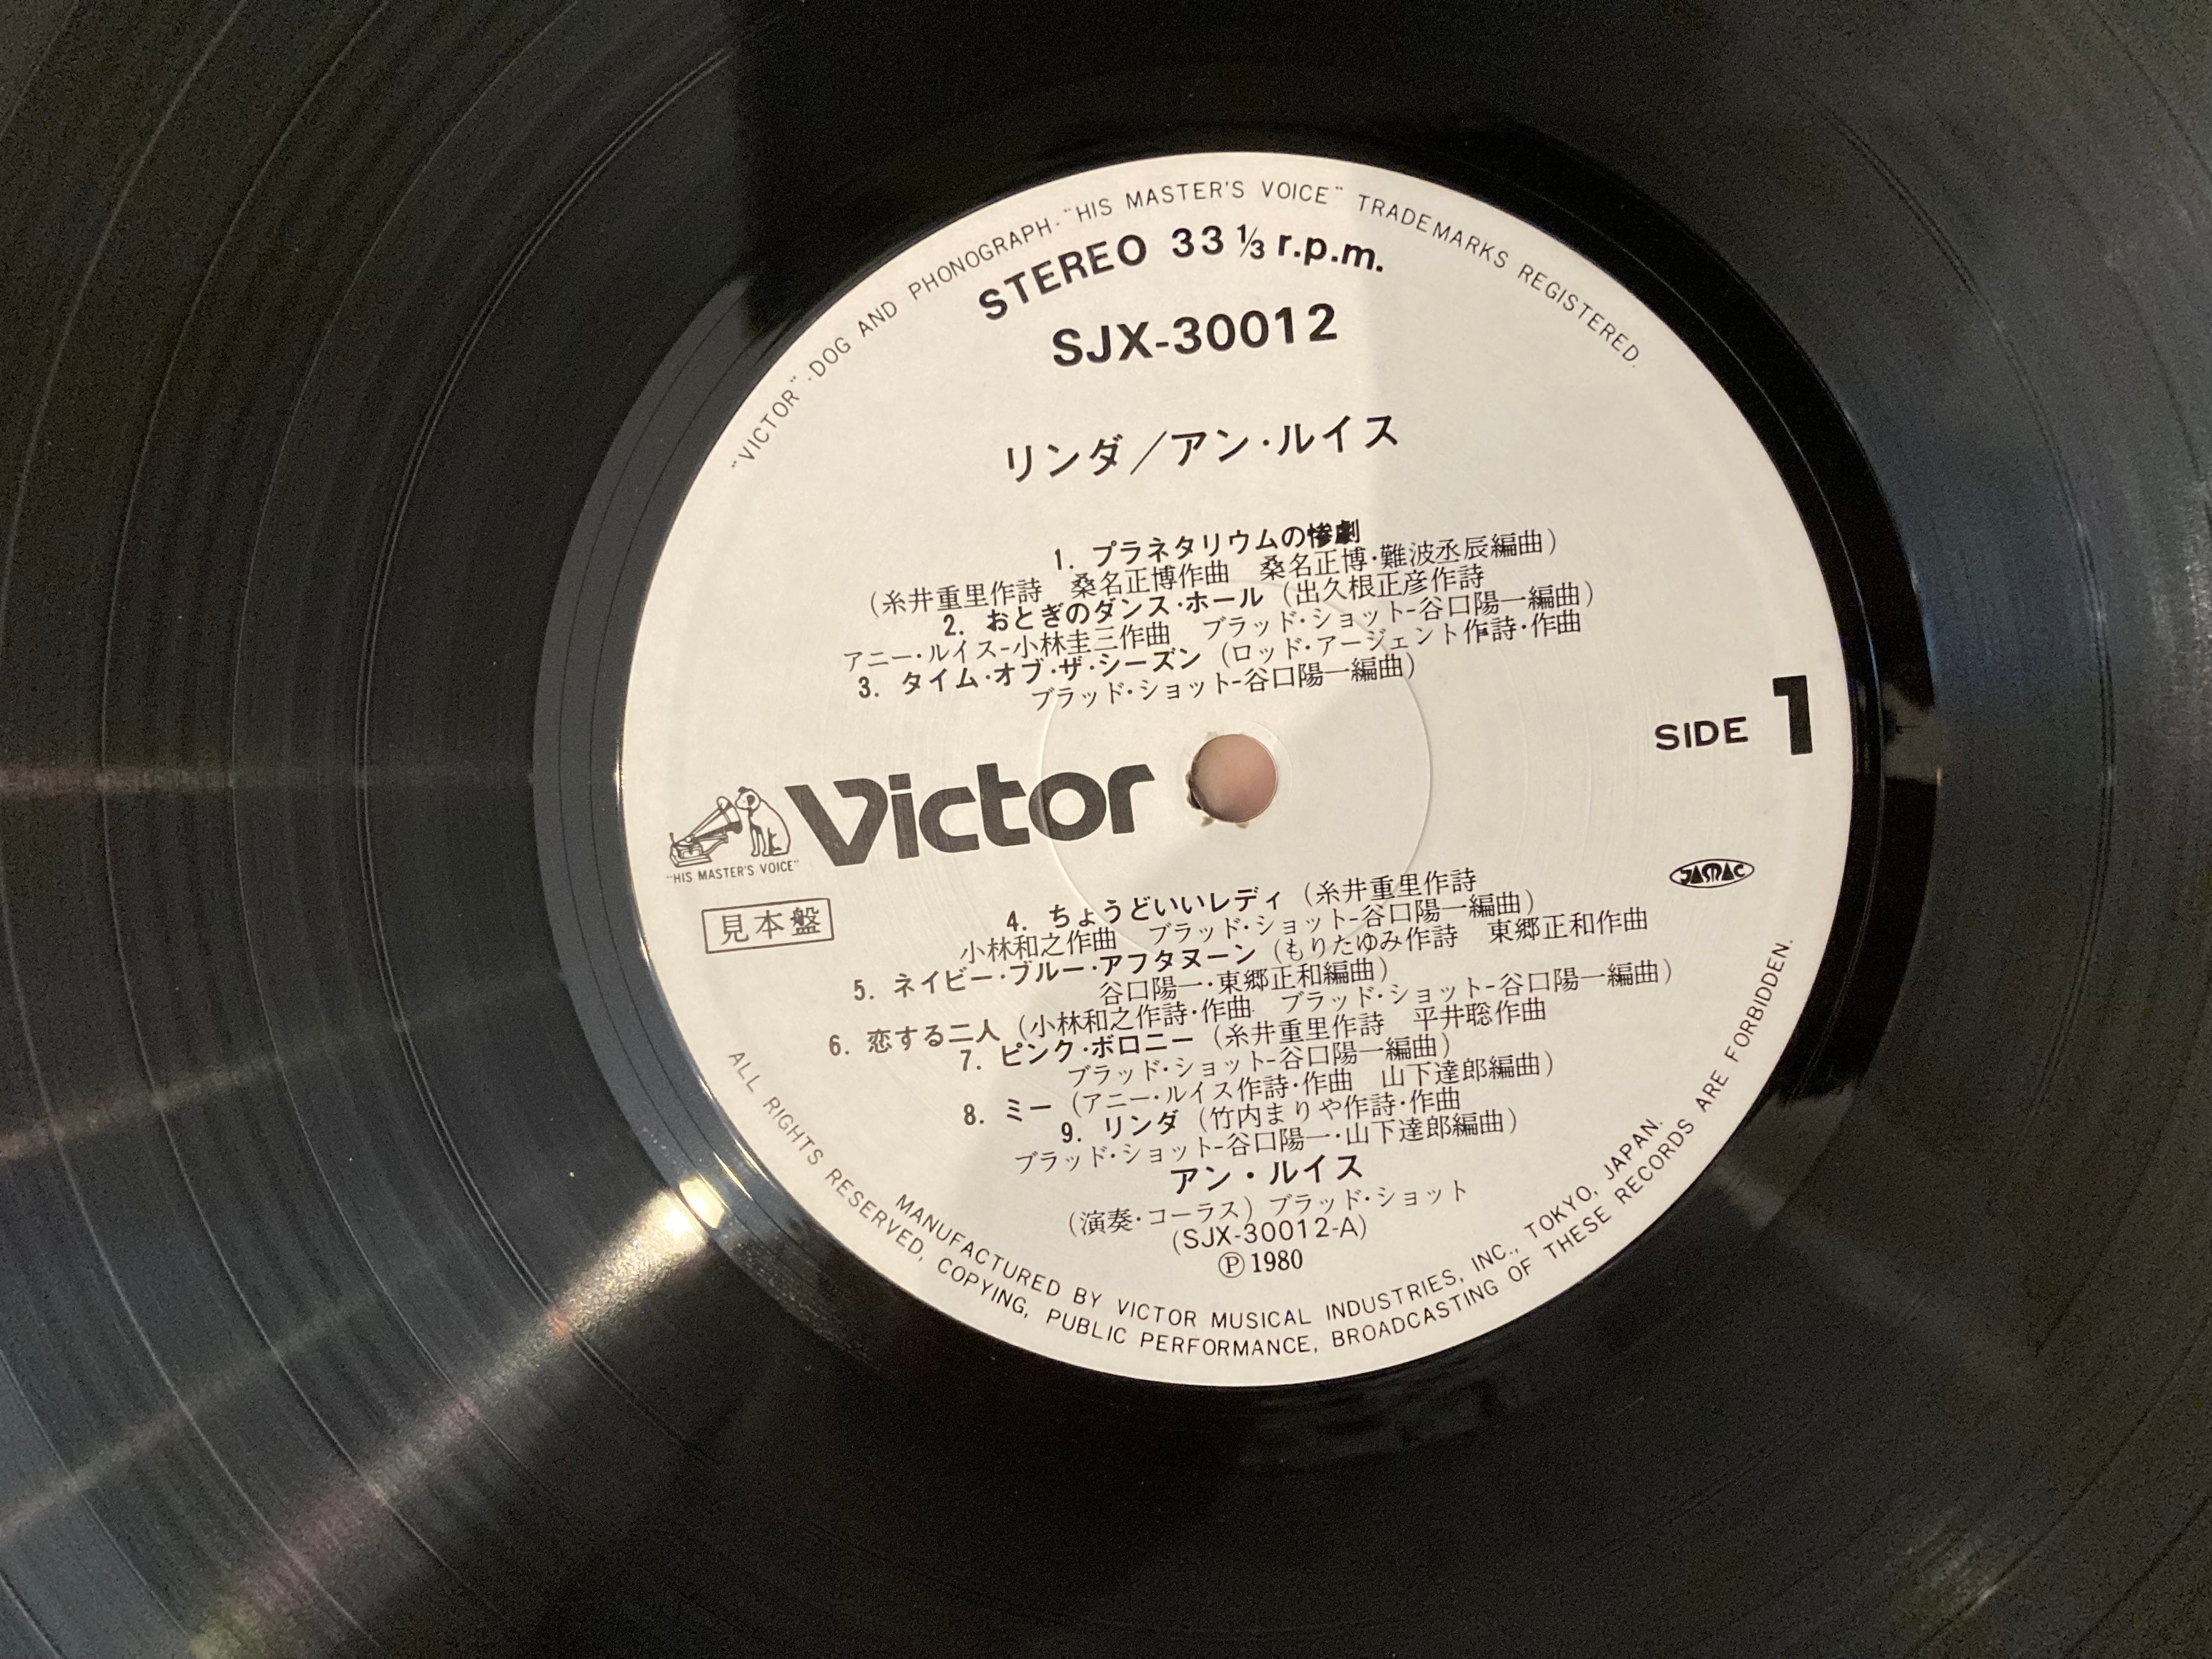 "VICTOR"·DOG AND PHONOGRAPH·"HIS MASTER'S VOICE" TRADEMARKS REGISTERED.
STEREO 33⅓ r.p.m.
SJX-30012
リンダ／アン・ルイス
1. プラネタリウムの惨劇
（糸井重里作詩 桑名正博作曲 桑名正博・難波丞辰編曲）
2. おとぎのダンス・ホール（出久根正彦作詩
アニー・ルイス-小林圭三作曲 ブラッド・ショット-谷口陽一編曲）
3. タイム・オブ・ザ・シーズン（ロッド・アージェント作詩・作曲
ブラッド・ショット-谷口陽一編曲）
SIDE 1
Victor
"HIS MASTER'S VOICE"
JASRAC
見本盤
4. ちょうどいいレディ（糸井重里作詩
小林和之作曲 ブラッド・ショット-谷口陽一編曲）
5. ネイビー・ブルー・アフタヌーン（もりたゆみ作詩 東郷正和作曲
谷口陽一・東郷正和編曲）
6. 恋する二人（小林和之作詩・作曲 ブラッド・ショット-谷口陽一編曲）
7. ピンク・ボロニー（糸井重里作詩 平井聡作曲
ブラッド・ショット-谷口陽一編曲）
8. ミー（アニー・ルイス作詩・作曲 山下達郎編曲）
9. リンダ（竹内まりや作詩・作曲
ブラッド・ショット-谷口陽一・山下達郎編曲）
アン・ルイス
（演奏・コーラス）ブラッド・ショット
(SJX-30012-A)
Ⓟ1980
MANUFACTURED BY VICTOR MUSICAL INDUSTRIES, INC., TOKYO, JAPAN.
ALL RIGHTS RESERVED, COPYING, PUBLIC PERFORMANCE, BROADCASTING OF THESE RECORDS ARE FORBIDDEN.